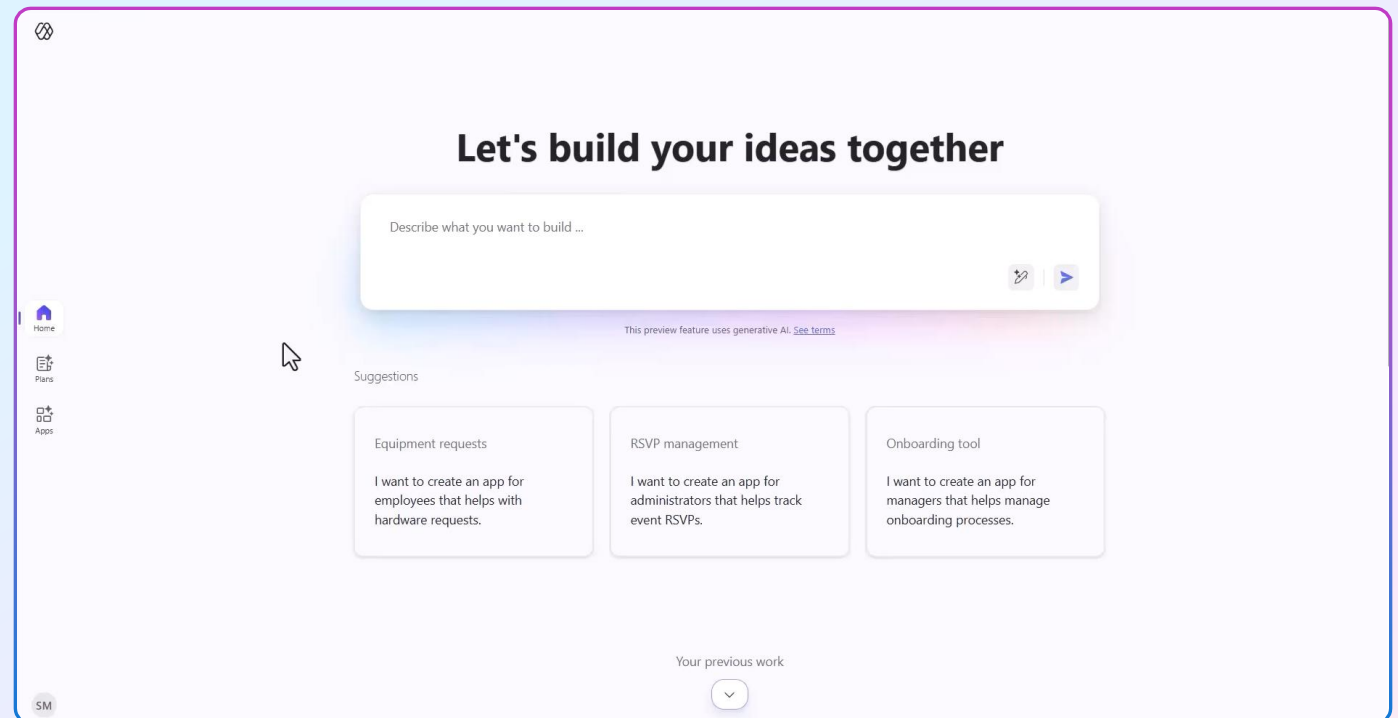 Let's build your ideas together
Describe what you want to build ...
This preview feature uses generative AI. See terms
Home
Plans
Apps
Suggestions
Equipment requests
I want to create an app for
employees that helps with
hardware requests.
RSVP management
I want to create an app for
administrators that helps track
event RSVPs.
Onboarding tool
I want to create an app for
managers that helps manage
onboarding processes.
Your previous work
SM